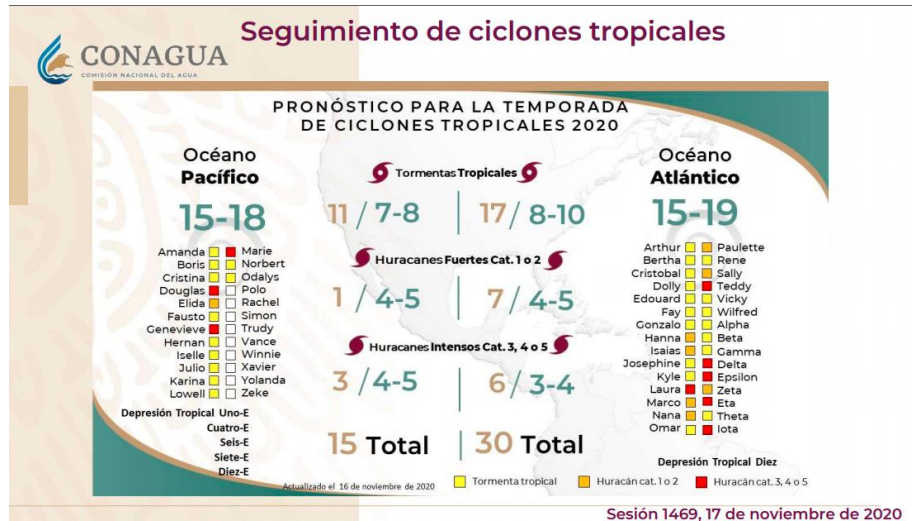 Seguimiento de ciclones tropicales
CONAGUA
COMISIÓN NACIONAL DEL AGUA
PRONÓSTICO PARA LA TEMPORADA
DE CICLONES TROPICALES 2020
Océano
Pacífico
15-18
Amanda Marie
Boris Norbert
Cristina Odalys
Douglas Polo
Elida Rachel
Fausto Simon
Genevieve Trudy
Hernan Vance
Iselle Winnie
Julio Xavier
Karina Yolanda
Lowell Zeke
Depresión Tropical Uno-E
Cuatro-E
Seis-E
Siete-E
Diez-E
Tormentas Tropicales
11 / 7-8 17 / 8-10
Huracanes Fuertes Cat. 1 o 2
1 / 4-5 7 / 4-5
Huracanes Intensos Cat. 3, 4 o 5
3 / 4-5 6 / 3-4
15 Total 30 Total
Océano
Atlántico
15-19
Arthur Paulette
Bertha Rene
Cristobal Sally
Dolly Teddy
Edouard Vicky
Fay Wilfred
Gonzalo Alpha
Hanna Beta
Isaias Gamma
Josephine Delta
Kyle Epsilon
Laura Zeta
Marco Eta
Nana Theta
Omar Iota
Depresión Tropical Diez
Actualizado el 16 de noviembre de 2020
Tormenta tropical Huracán cat. 1 o 2 Huracán cat. 3, 4 o 5
Sesión 1469, 17 de noviembre de 2020